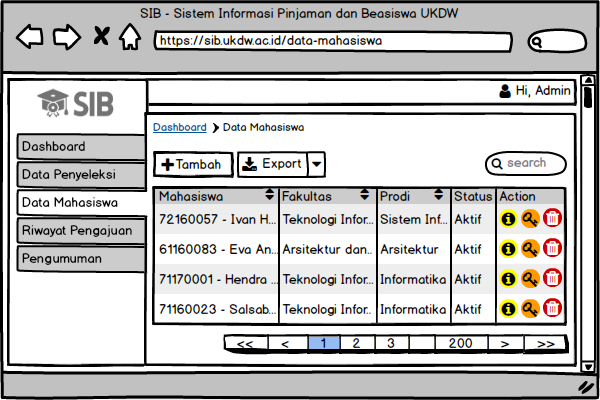 SIB - Sistem Informasi Pinjaman dan Beasiswa UKDW
https://sib.ukdw.ac.id/data-mahasiswa
SIB
Hi, Admin
Dashboard
Data Penyeleksi
Data Mahasiswa
Riwayat Pengajuan
Pengumuman
Dashboard Data Mahasiswa
Tambah Export search
Mahasiswa Fakultas Prodi Status Action
72160057 - Ivan H... Teknologi Infor... Sistem Inf... Aktif
61160083 - Eva An... Arsitektur dan... Arsitektur Aktif
71170001 - Hendra ... Teknologi Infor... Informatika Aktif
71160023 - Salsab... Teknologi Infor... Informatika Aktif
<< < 1 2 3 200 > >>